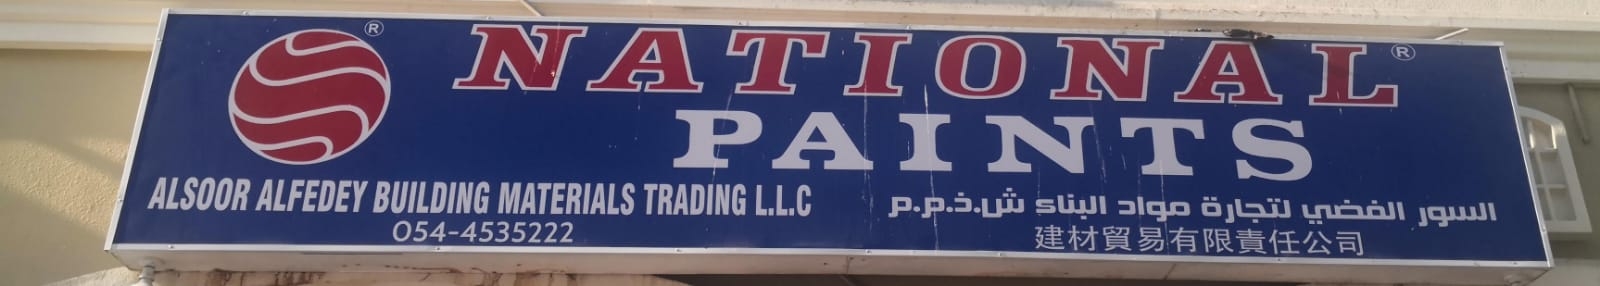 NATIONAL ®
PAINTS
ALSOOR ALFEDEY BUILDING MATERIALS TRADING L.L.C
054-4535222
السور الفضي لتجارة مواد البناء ش.ذ.م.م
建材貿易有限責任公司